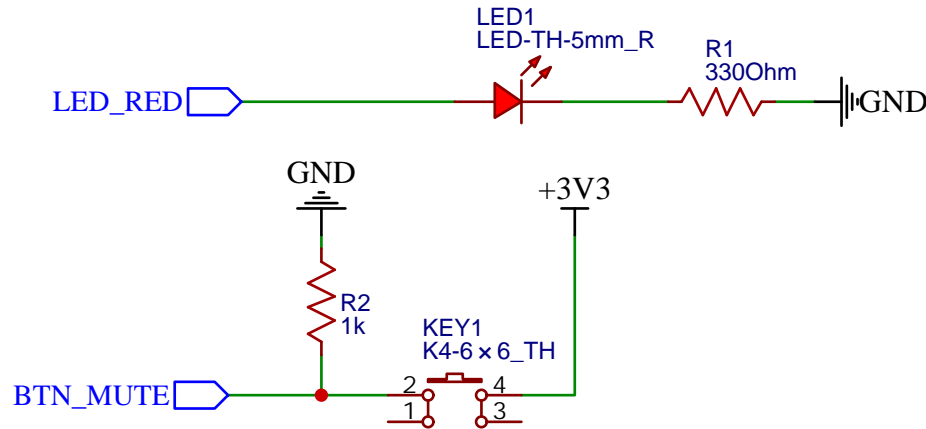 LED1
LED-TH-5mm_R
R1
330Ohm
LED_RED
GND
GND
+3V3
R2
1k
KEY1
K4-6×6_TH
BTN_MUTE
2
4
1
3